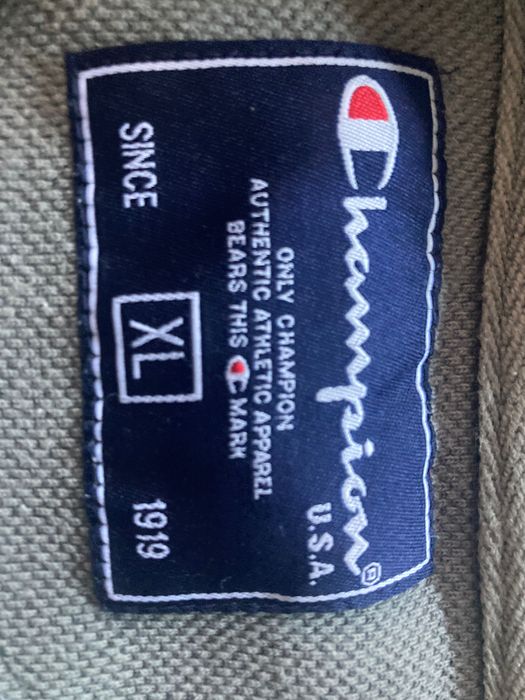 Champion®
U.S.A.
ONLY CHAMPION
AUTHENTIC ATHLETIC APPAREL
BEARS THIS C MARK
SINCE XL 1919